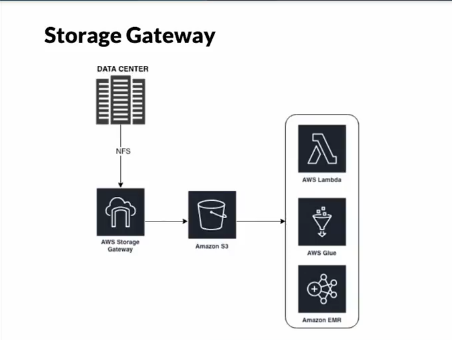 Storage Gateway
DATA CENTER
NFS
AWS Storage
Gateway
Amazon S3
AWS Lambda
AWS Glue
Amazon EMR